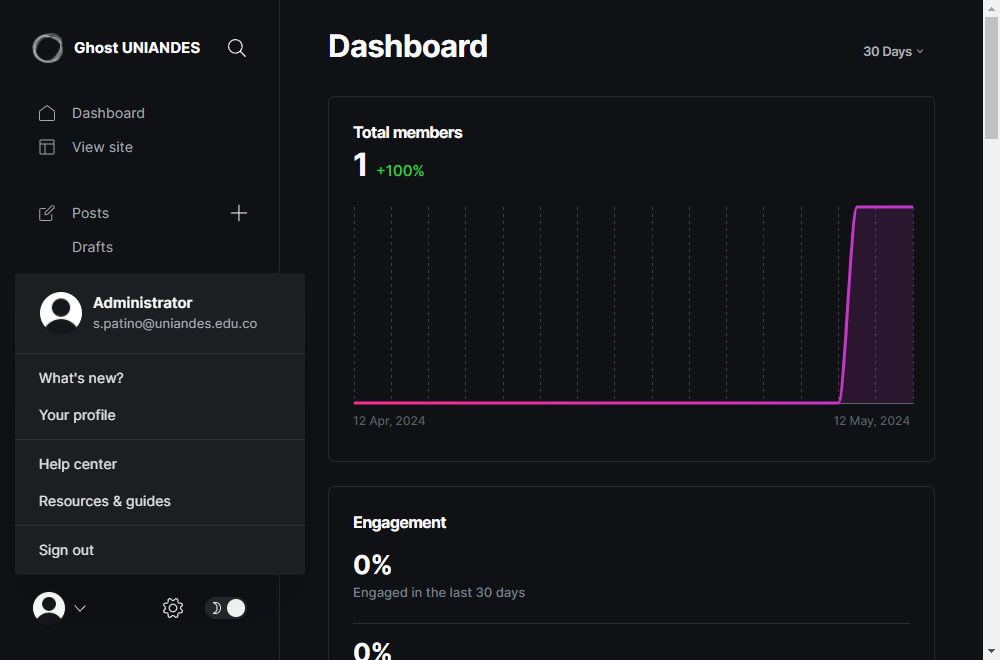 Ghost UNIANDES
Dashboard
View site
Posts
Drafts
Administrator
s.patino@uniandes.edu.co
What's new?
Your profile
Help center
Resources & guides
Sign out
Dashboard
30 Days
Total members
1 +100%
12 Apr, 2024 12 May, 2024
Engagement
0%
Engaged in the last 30 days
0%